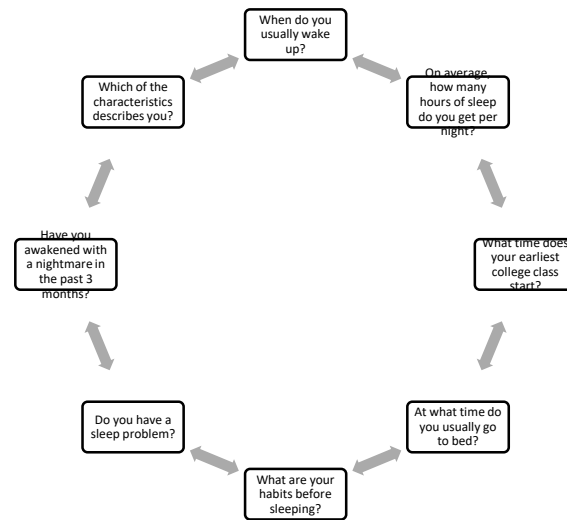 When do you
usually wake
up?
On average,
how many
hours of sleep
do you get per
night?
What time does
your earliest
college class
start?
At what time do
you usually go
to bed?
What are your
habits before
sleeping?
Do you have a
sleep problem?
Have you
awakened with
a nightmare in
the past 3
months?
Which of the
characteristics
describes you?